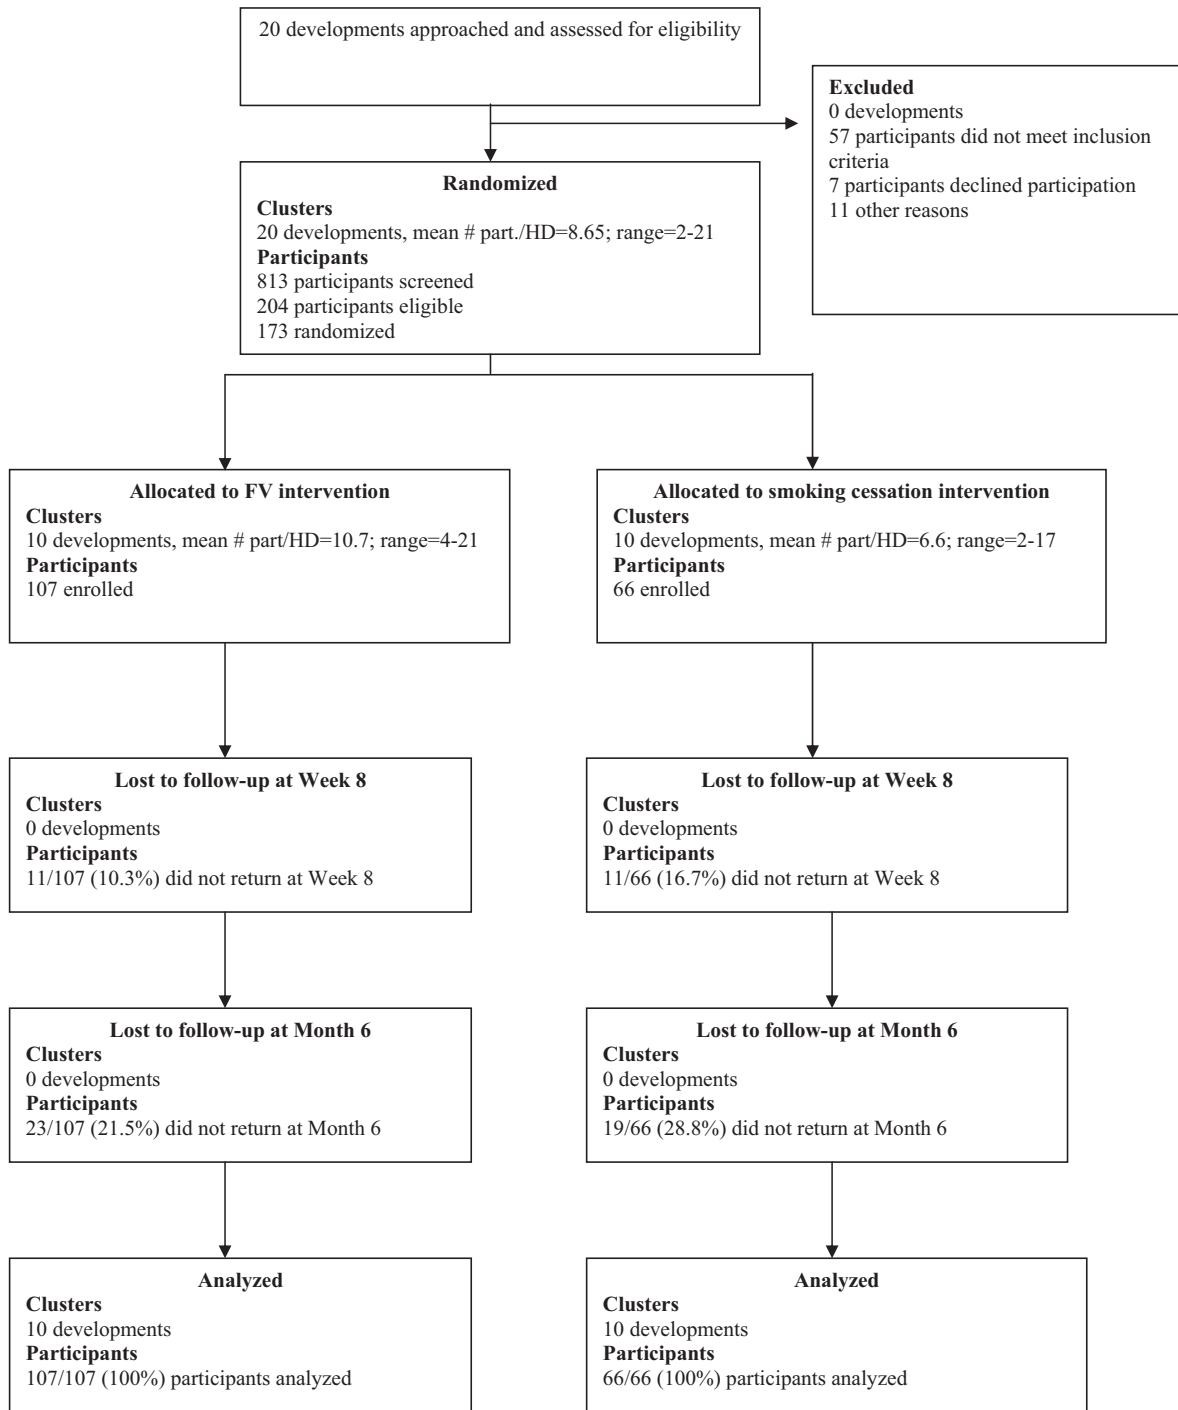 20 developments approached and assessed for eligibility
Excluded
0 developments
57 participants did not meet inclusion
criteria
7 participants declined participation
11 other reasons
Randomized
Clusters
20 developments, mean # part./HD=8.65; range=2-21
Participants
813 participants screened
204 participants eligible
173 randomized
Allocated to FV intervention
Clusters
10 developments, mean # part/HD=10.7; range=4-21
Participants
107 enrolled
Allocated to smoking cessation intervention
Clusters
10 developments, mean # part/HD=6.6; range=2-17
Participants
66 enrolled
Lost to follow-up at Week 8
Clusters
0 developments
Participants
11/107 (10.3%) did not return at Week 8
Lost to follow-up at Week 8
Clusters
0 developments
Participants
11/66 (16.7%) did not return at Week 8
Lost to follow-up at Month 6
Clusters
0 developments
Participants
23/107 (21.5%) did not return at Month 6
Lost to follow-up at Month 6
Clusters
0 developments
Participants
19/66 (28.8%) did not return at Month 6
Analyzed
Clusters
10 developments
Participants
107/107 (100%) participants analyzed
Analyzed
Clusters
10 developments
Participants
66/66 (100%) participants analyzed